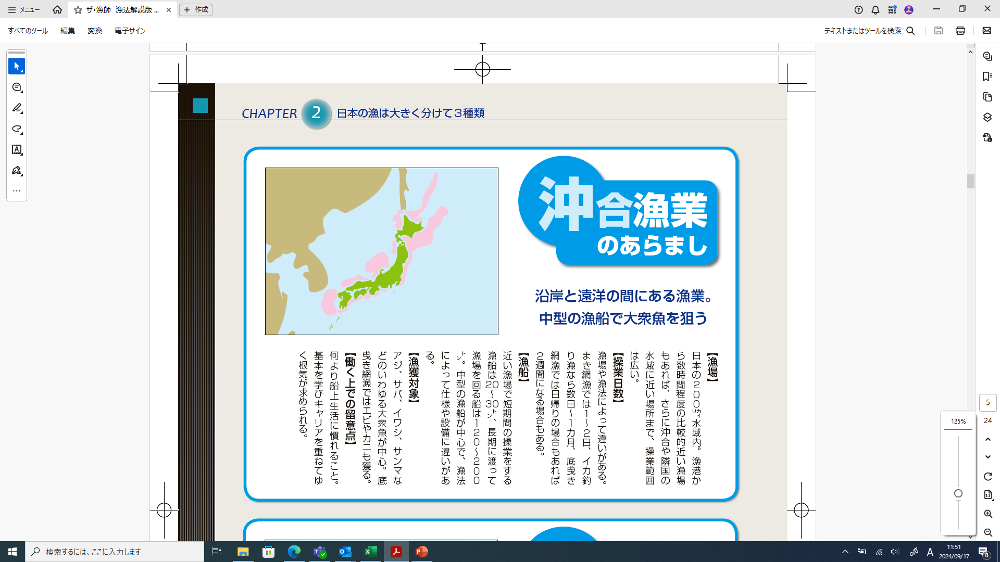 メニュー
ザ・漁師 漁法解説版 ...
作成
すべてのツール
編集
変換
電子サイン
テキストまたはツールを検索
CHAPTER 2 日本の漁は大きく分けて３種類
沖合漁業
のあらまし
沿岸と遠洋の間にある漁業。
中型の漁船で大衆魚を狙う
【漁場】
日本の２００㌋水域内。漁港か
ら数時間程度の比較的近い漁場
もあれば、さらに沖合や隣国の
水域に近い場所まで、操業範囲
は広い。
【操業日数】
漁場や漁法によって違いがある。
まき網漁では１～２日、イカ釣
り漁なら数日～１カ月、底曳き
網漁では日帰りの場合もあれば
２週間になる場合もある。
【漁船】
近い漁場で短期間の操業をする
漁船は２０～３０㌧、長期に渡って
漁場を回る船は１２０～２００
㌧。中型の漁船が中心で、漁法
によって仕様や設備に違いがあ
る。
【漁獲対象】
アジ、サバ、イワシ、サンマな
どのいわゆる大衆魚が中心。底
曳き網漁ではエビやカニも獲る。
【働く上での留意点】
何より船上生活に慣れること。
基本を学びキャリアを重ねてゆ
く根気が求められる。
5
24
125%
検索するには、ここに入力します
A
11:51
2024/09/17
8